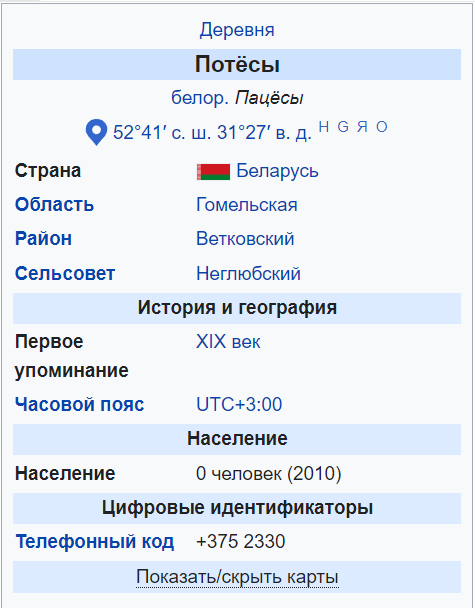 Деревня
Потёсы
белор. Пацёсы
52°41′ с. ш. 31°27′ в. д. H G Я O
Страна Беларусь
Область Гомельская
Район Ветковский
Сельсовет Неглюбский
История и география
Первое XIX век
упоминание
Часовой пояс UTC+3:00
Население
Население 0 человек (2010)
Цифровые идентификаторы
Телефонный код +375 2330
Показать/скрыть карты